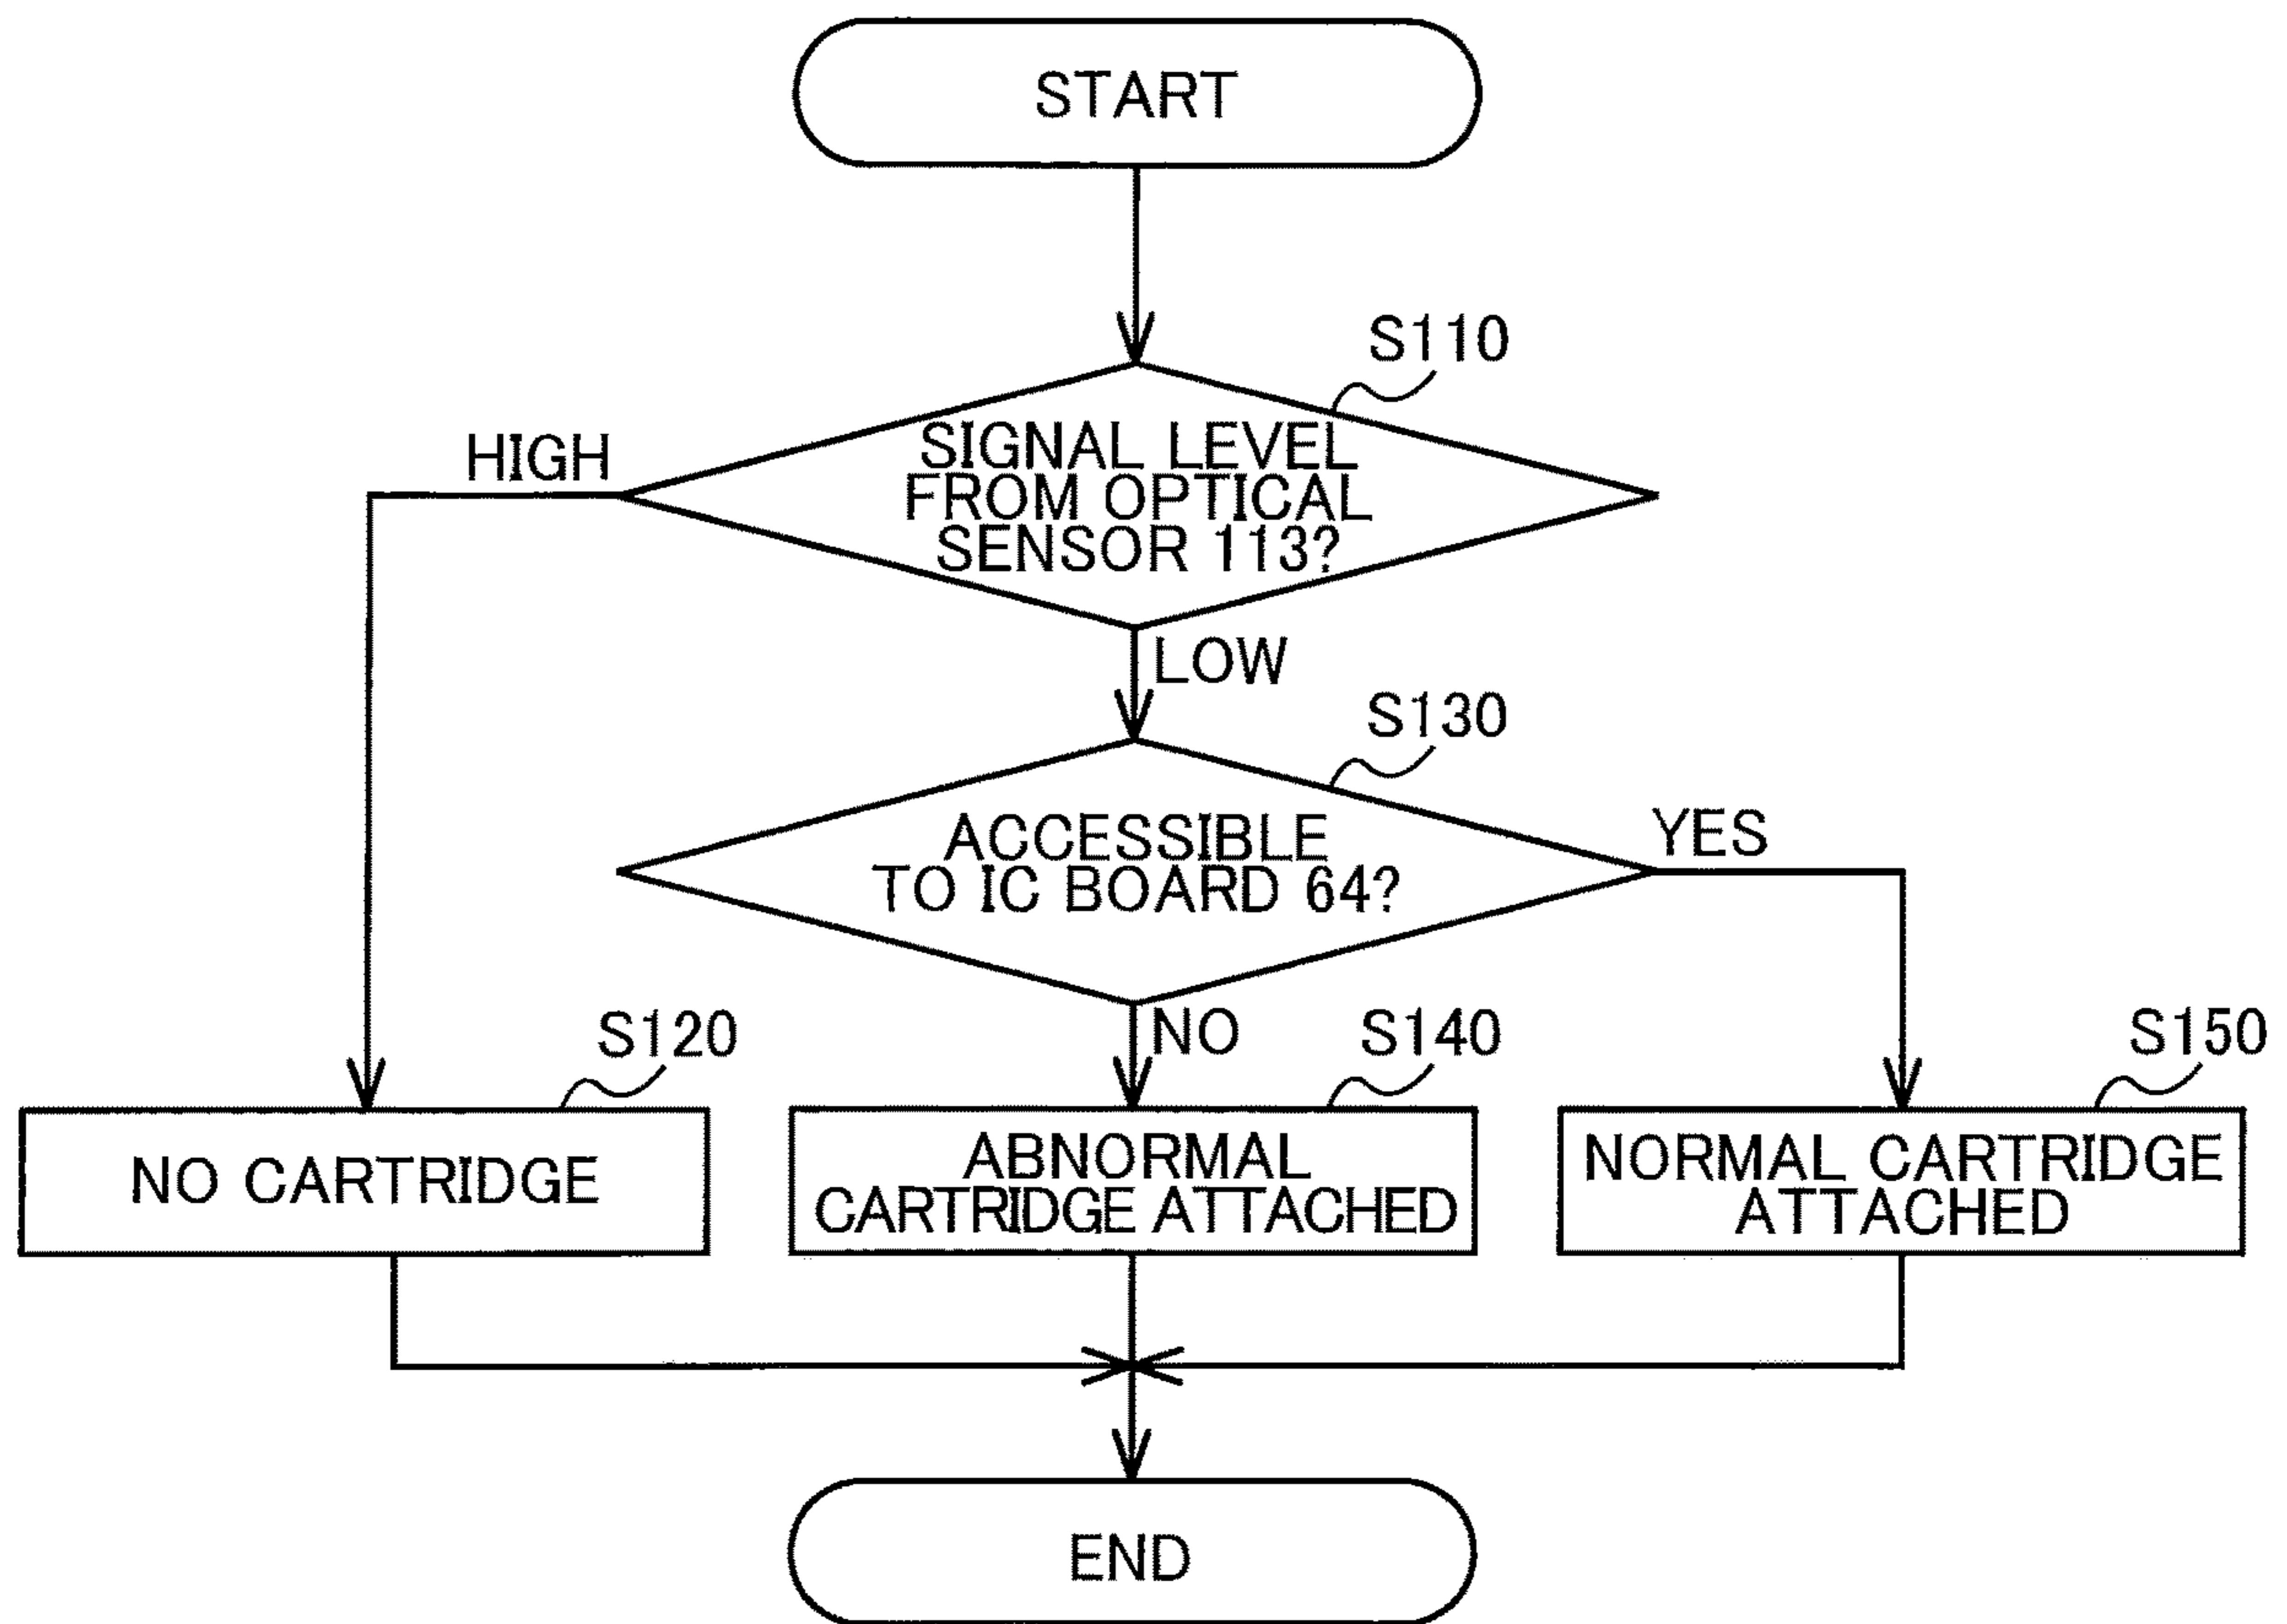 START
S110
HIGH
SIGNAL LEVEL
FROM OPTICAL
SENSOR 113?
LOW
S130
ACCESSIBLE
TO IC BOARD 64?
YES
NO
S120
S140
S150
NO CARTRIDGE
ABNORMAL
CARTRIDGE ATTACHED
NORMAL CARTRIDGE
ATTACHED
END